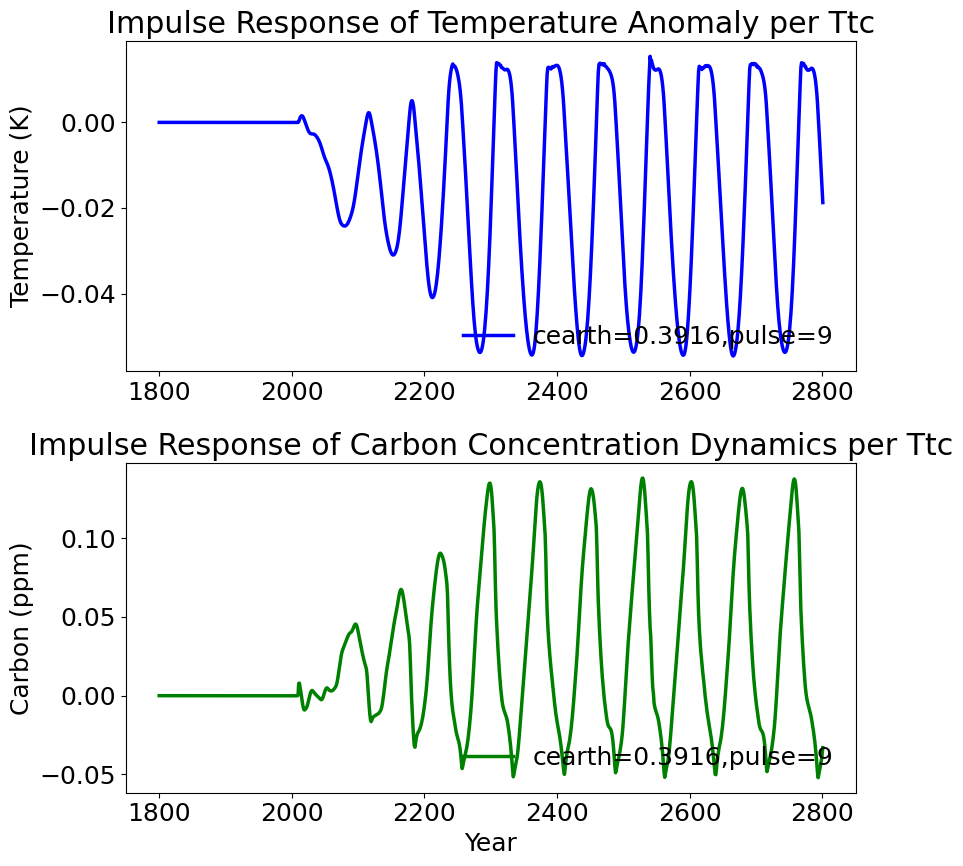 Impulse Response of Temperature Anomaly per Ttc
Temperature (K)
0.00
−0.02
−0.04
cearth=0.3916,pulse=9
1800 2000 2200 2400 2600 2800
Impulse Response of Carbon Concentration Dynamics per Ttc
Carbon (ppm)
0.10
0.05
0.00
−0.05
cearth=0.3916,pulse=9
1800 2000 2200 2400 2600 2800
Year